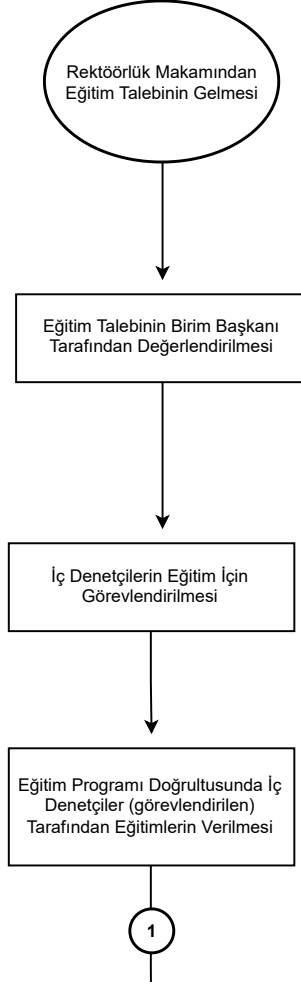 Rektöörlük Makamından
Eğitim Talebinin Gelmesi
Eğitim Talebinin Birim Başkanı
Tarafından Değerlendirilmesi
İç Denetçilerin Eğitim İçin
Görevlendirilmesi
Eğitim Programı Doğrultusunda İç
Denetçiler (görevlendirilen)
Tarafından Eğitimlerin Verilmesi
1